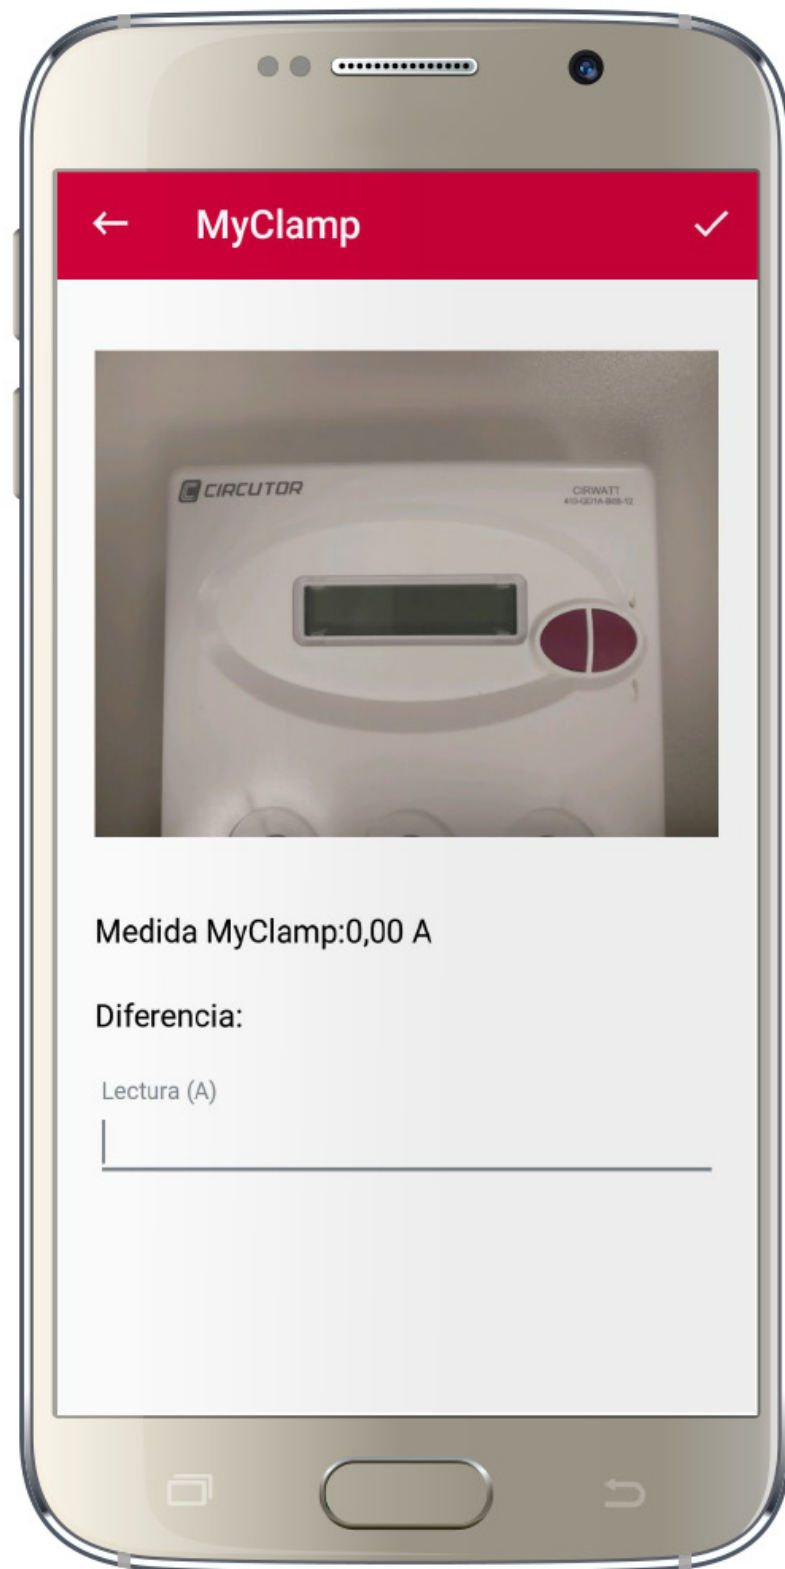 MyClamp
CIRCUTOR
CIRWATT
Medida MyClamp:0,00 A
Diferencia:
Lectura (A)